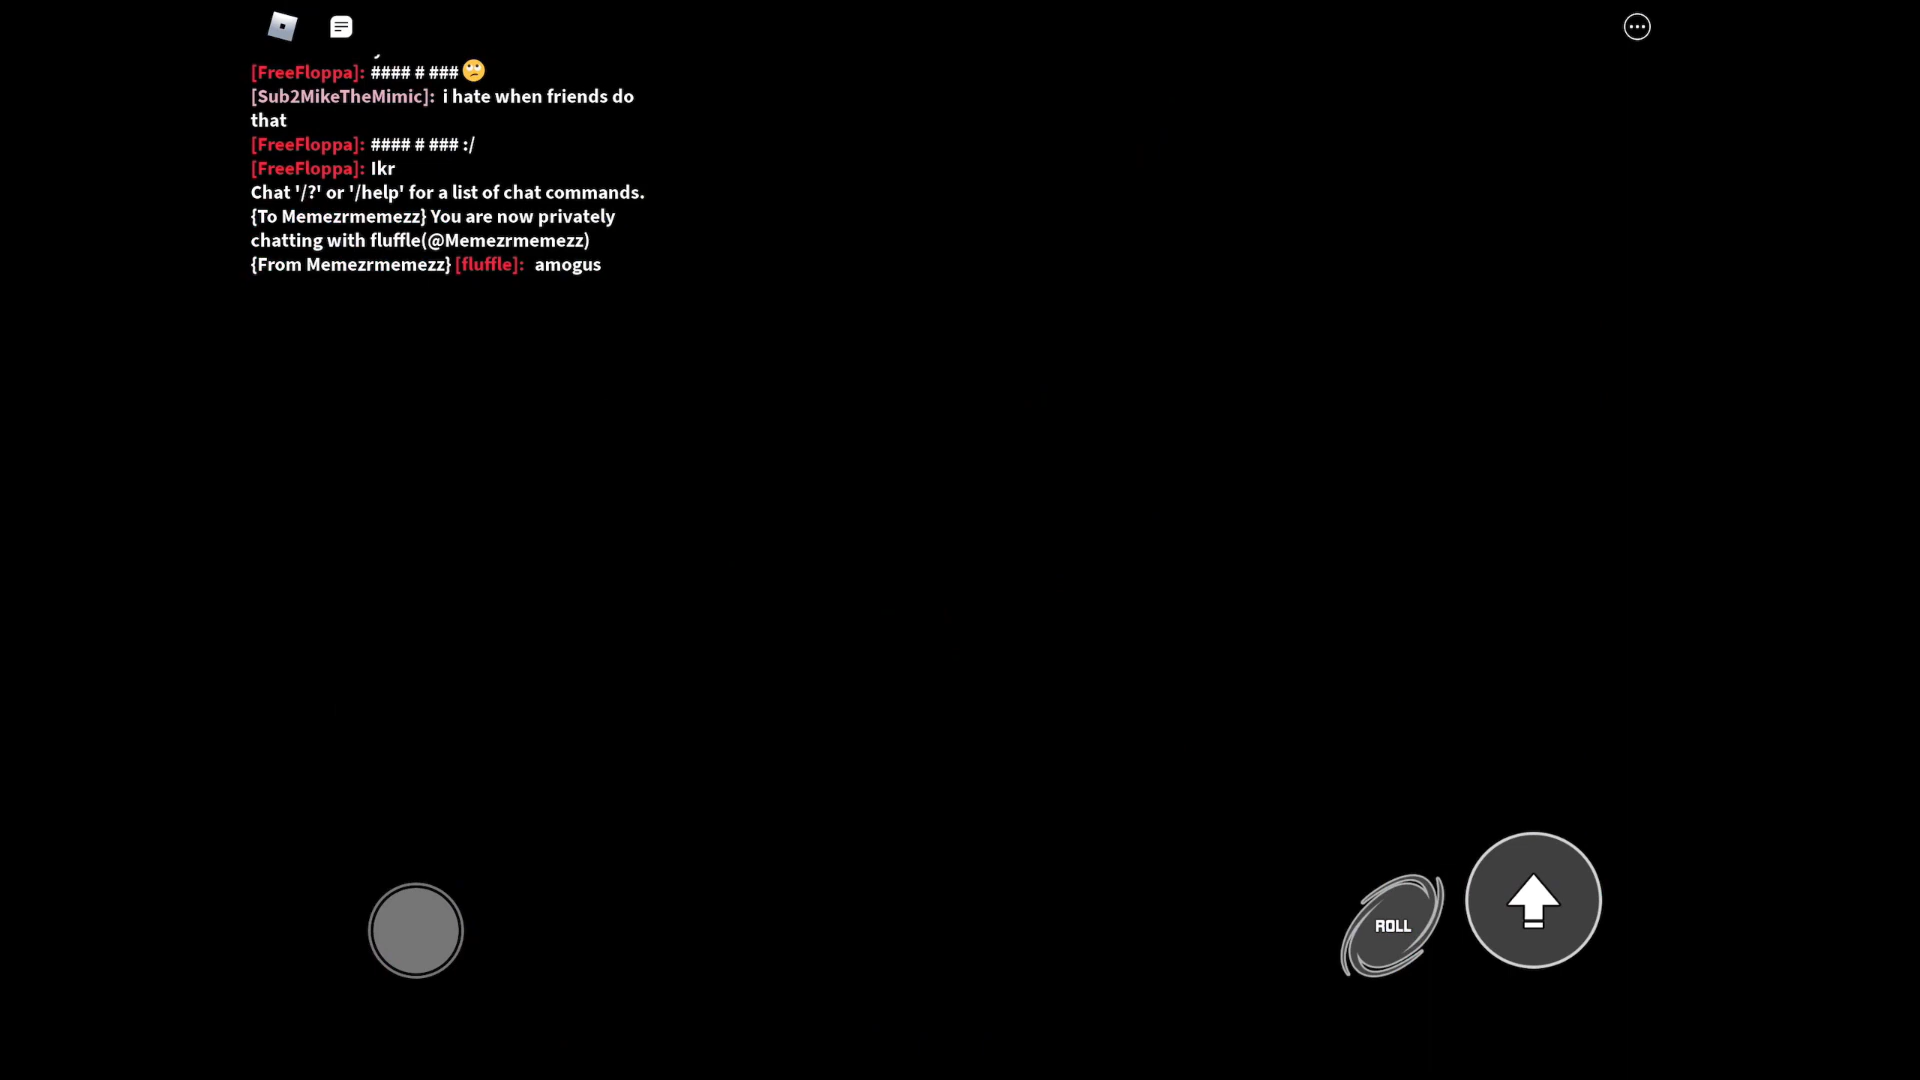 [FreeFloppa]: #### # ###🙄
[Sub2MikeTheMimic]: i hate when friends do
that
[FreeFloppa]: #### # ### :/
[FreeFloppa]: Ikr
Chat '/?' or '/help' for a list of chat commands.
{To Memezrmemezz} You are now privately
chatting with fluffle(@Memezrmemezz)
{From Memezrmemezz} [fluffle]: amogus
ROLL